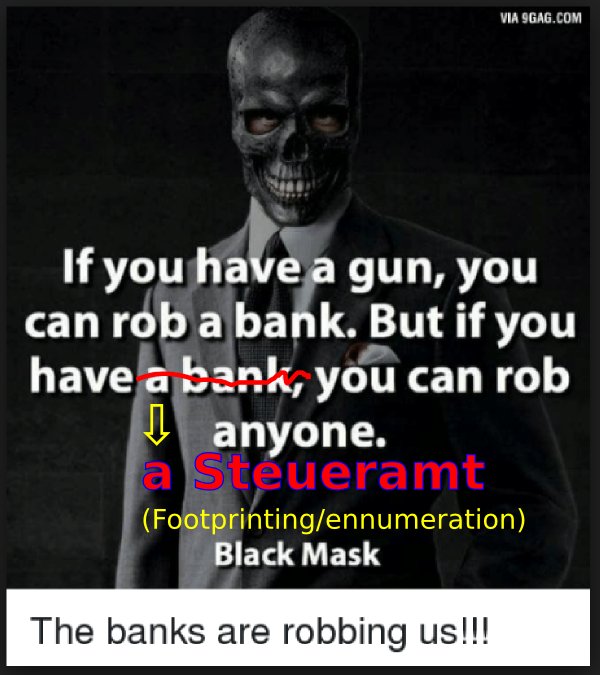 VIA 9GAG.COM
If you have a gun, you
can rob a bank. But if you
have a bank, you can rob
anyone.
a Steueramt
(Footprinting/ennumeration)
Black Mask
The banks are robbing us!!!